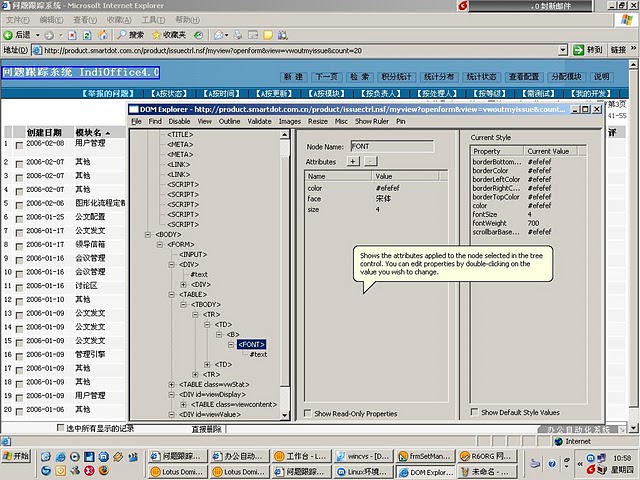 问题跟踪系统 - Microsoft Internet Explorer
.0 封新邮件
文件(F) 编辑(E) 查看(V) 收藏(A) 工具(T) 帮助(H)
后退 搜索 收藏夹
地址(D) http://product.smartdot.com.cn/product/issuectrl.nsf/myview?openform&view=vwoutmyissue&count=20 转到 链接 »
问题跟踪系统 IndiOffice4.0
新 建 下一页 检 索 积分统计 统计分布 统计状态 查看配置 分配模块 说明
【举报的问题】 【A按状态】 【A按时间】 【A按更新】 【A按模块】 【按负责人】 【按处理人】 【按等级】 【需测试】 【我的开发】
DOM Explorer - http://product.smartdot.com.cn/product/issuectrl.nsf/myview?openform&view=vwoutmyissue&count...
File Find Disable View Outline Validate Images Resize Misc Show Ruler Pin
第3页
41-55
创建日期 模块名
评
1 2006-02-08 用户管理
2 2006-02-07 其他
3 2006-02-07 其他
4 2006-02-07 其他
5 2006-02-06 图形化流程定制
6 2006-01-25 公文配置
7 2006-01-17 公文发文
8 2006-01-17 领导信箱
9 2006-01-16 会议管理
10 2006-01-16 会议管理
11 2006-01-16 讨论区
12 2006-01-10 其他
13 2006-01-09 公文发文
14 2006-01-09 公文发文
15 2006-01-09 公文发文
16 2006-01-09 管理引擎
17 2006-01-09 其他
18 2006-01-09 其他
19 2006-01-09 用户管理
20 2006-01-06 其他
选中所有显示的记录 直接删除
<TITLE>
<META>
<META>
<LINK>
<LINK>
<SCRIPT>
<SCRIPT>
<SCRIPT>
<SCRIPT>
<BODY>
<FORM>
<INPUT>
<DIV>
#text
<DIV>
<TABLE>
<TBODY>
<TR>
<TD>
<B>
<FONT>
#text
<TD>
<TR>
<TABLE class=vwStat>
<DIV id=viewDisplay>
<TABLE class=viewcontent>
<DIV id=viewValue>
Node Name: FONT
Attributes + -
Name Value
color #efefef
face 宋体
size 4
Show Read-Only Properties
Current Style
Property Current Value
borderBottom... #efefef
borderColor #efefef
borderLeftColor #efefef
borderRightC... #efefef
borderTopColor #efefef
color #efefef
fontSize 4
fontWeight 700
scrollbarBase... #efefef
Show Default Style Values
Shows the attributes applied to the node selected in the tree
control. You can edit properties by double-clicking on the
value you wish to change.
办公自动化系统
Internet
开始
问题跟踪... 办公自动... 工作台 - L... wincvs - [D... frmSetMan... R6ORG 网...
Lotus Domi... Lotus Domi... 问题跟踪... Linux环境... DOM Explor... 未命名 - ...
10:58
星期四